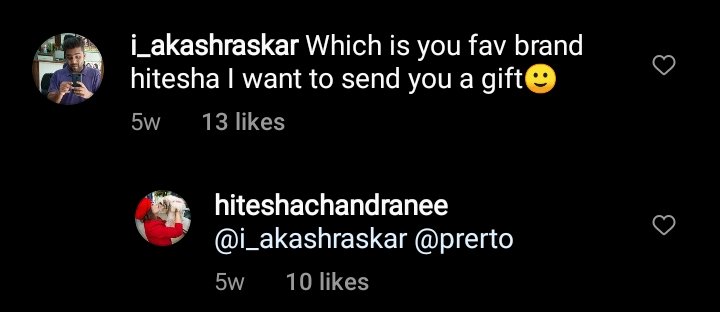 i_akashraskar Which is you fav brand
hitesha I want to send you a gift🙂
5w 13 likes
hiteshachandranee
@i_akashraskar @prerto
5w 10 likes